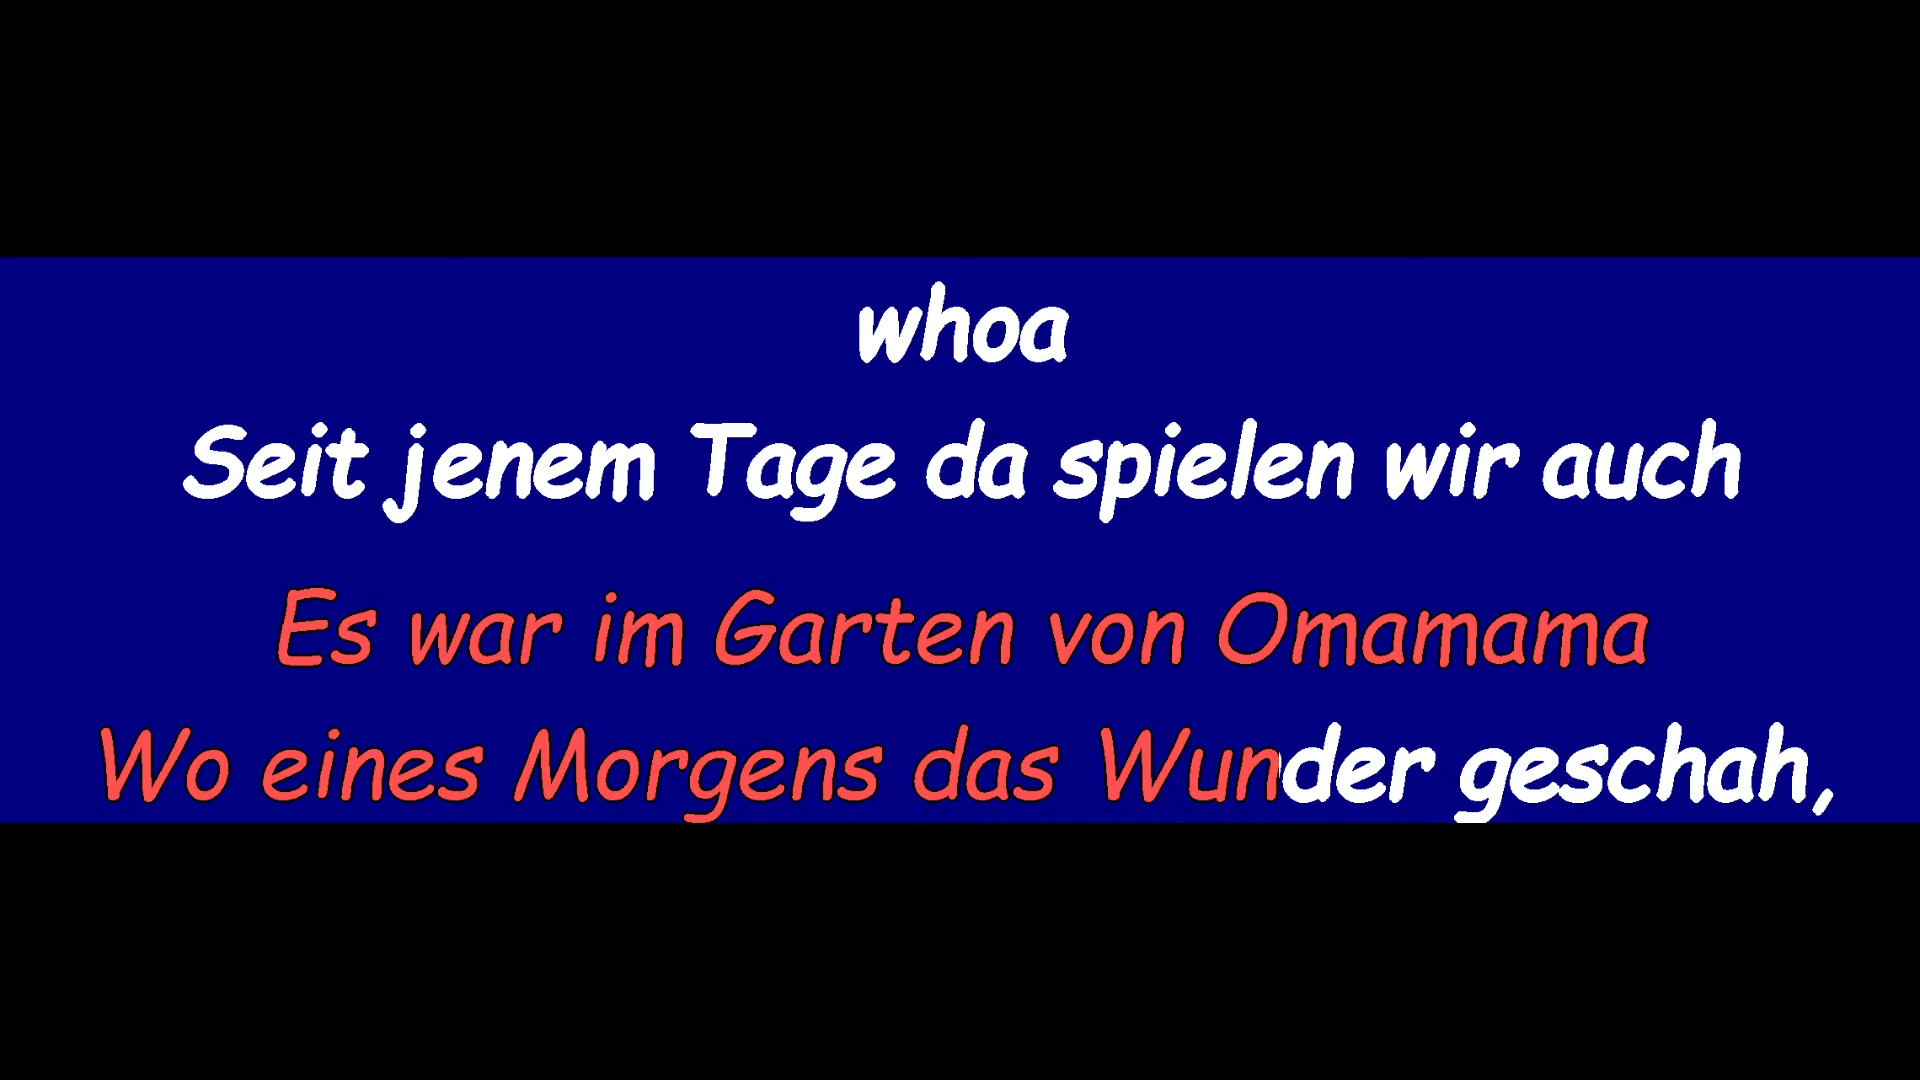 whoa
Seit jenem Tage da spielen wir auch
Es war im Garten von Omamama
Wo eines Morgens das Wunder geschah,